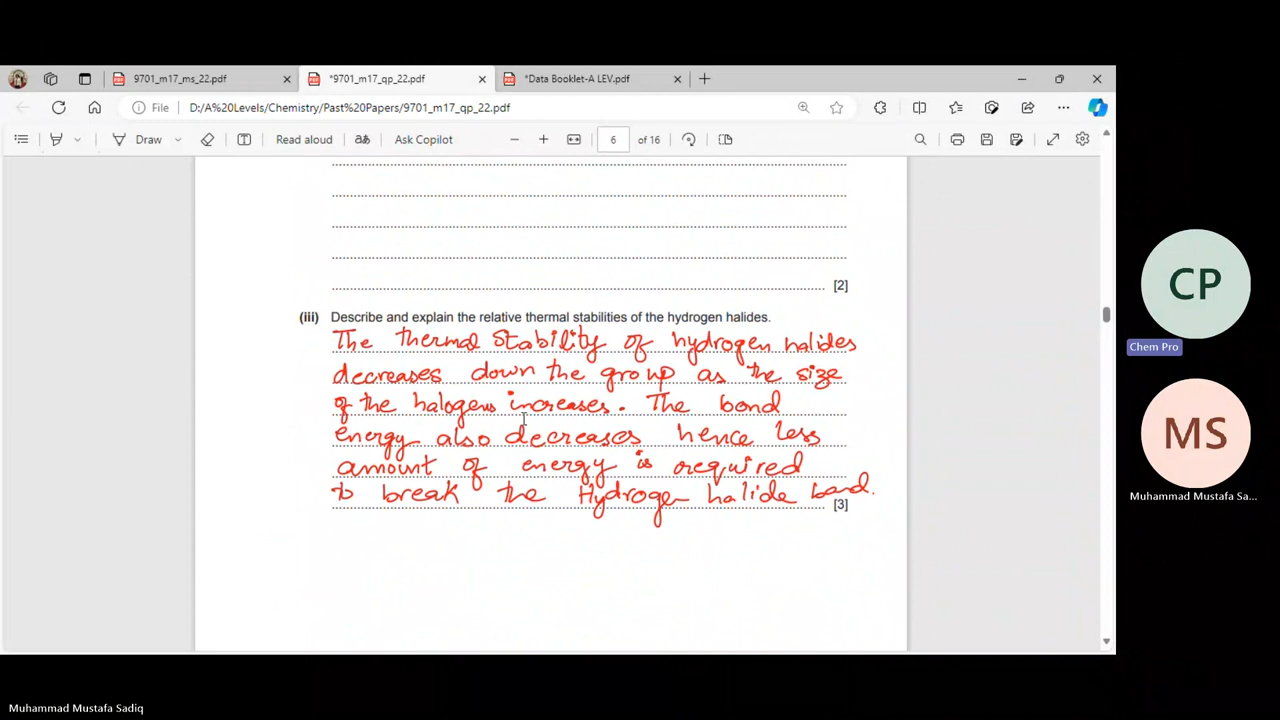 9701_m17_ms_22.pdf
*9701_m17_qp_22.pdf
*Data Booklet-A LEV.pdf
File
D:/A%20Levels/Chemistry/Past%20Papers/9701_m17_qp_22.pdf
Draw
Read aloud
aあ
Ask Copilot
6
of 16
[2]
(iii) Describe and explain the relative thermal stabilities of the hydrogen halides.
The thermal stability of hydrogen halides
decreases down the group as the size
of the halogens increases. The bond
energy also decreases hence less
amount of energy is required
to break the Hydrogen halide bond.
[3]
CP
Chem Pro
MS
Muhammad Mustafa Sa...
Muhammad Mustafa Sadiq